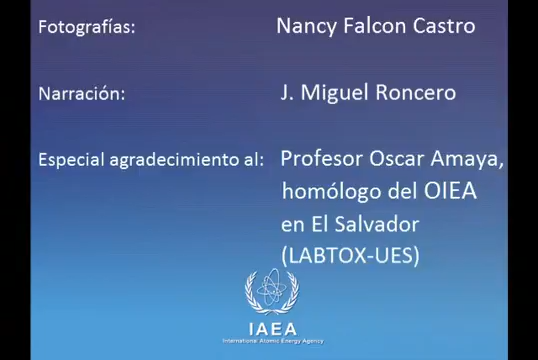 Fotografías: Nancy Falcon Castro
Narración: J. Miguel Roncero
Especial agradecimiento al: Profesor Oscar Amaya,
homólogo del OIEA
en El Salvador
(LABTOX-UES)
IAEA
International Atomic Energy Agency